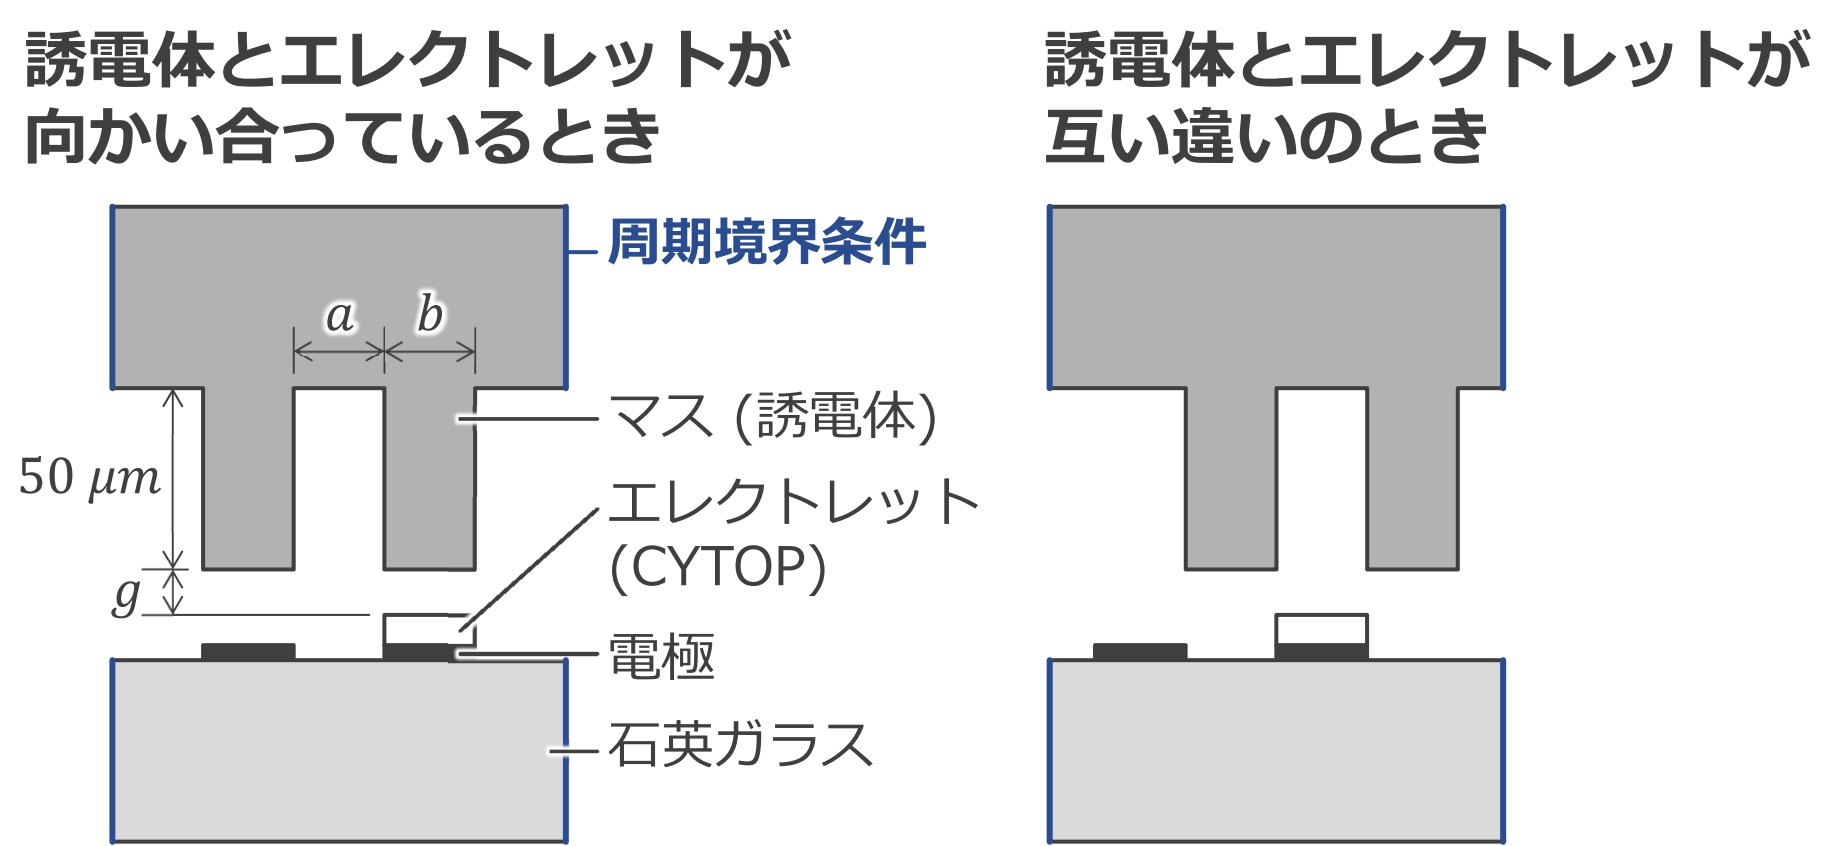 誘電体とエレクトレットが
向かい合っているとき
誘電体とエレクトレットが
互い違いのとき
周期境界条件
a
b
マス (誘電体)
50 μm
エレクトレット
(CYTOP)
g
電極
石英ガラス